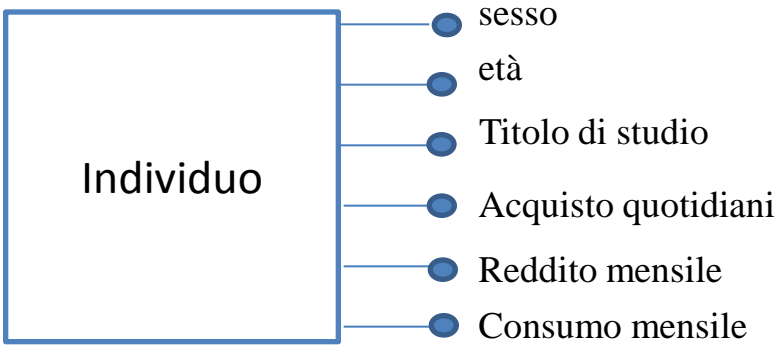 sesso
età
Titolo di studio
Individuo
Acquisto quotidiani
Reddito mensile
Consumo mensile